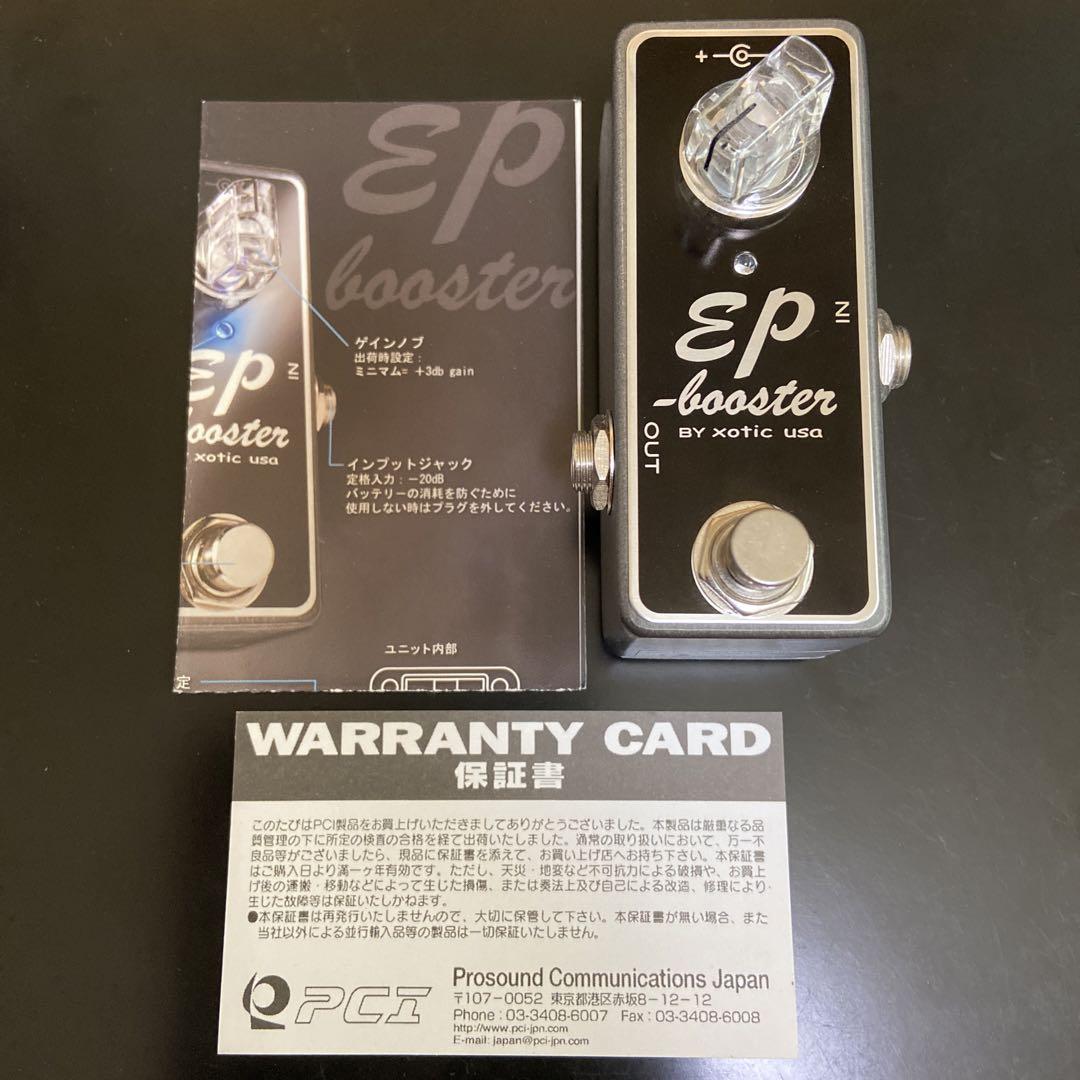 εp
booster
ゲインノブ
出荷時設定：
ミニマム= +3db gain
IN
εp
ooster
Y xotic usa
インプットジャック
定格入力：－20dB
バッテリーの消耗を防ぐために
使用しない時はプラグを外してください。
ユニット内部
定
+
IN
εp
-booster
BY xotic usa
OUT
WARRANTY CARD
保証書
このたびはPCI製品をお買上げいただきましてありがとうございました。本製品は厳重なる品
質管理の下に所定の検査の合格を経て出荷いたしました。通常の取り扱いにおいて、万一不
良品等がございましたら、現品に保証書を添えて、お買い上げ店へお持ち下さい。本保証書
はご購入日より満一ヶ年有効です。ただし、天災・地変など不可抗力による破損や、お買上
げ後の運搬・移動などによって生じた損傷、または奏法上及び自己による改造、修理により
生じた故障等は保証いたしかねます。
●本保証書は再発行いたしませんので、大切に保管して下さい。本保証書が無い場合、また
当社以外による並行輸入品等の製品は一切保証いたしません。
PCI
Prosound Communications Japan
〒107-0052 東京都港区赤坂8-12-12
Phone : 03-3408-6007 Fax : 03-3408-6008
http://www.pci-jpn.com
E-mail: japan@pci-jpn.com